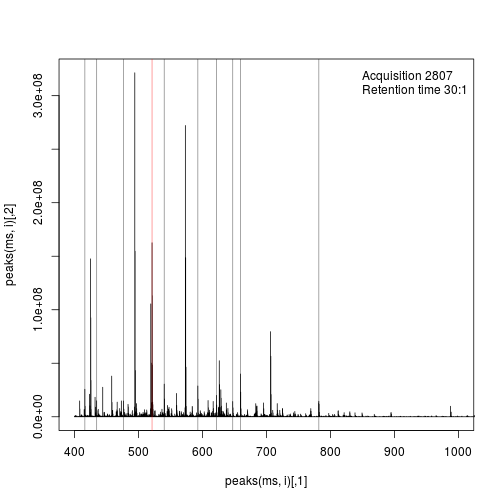 Acquisition 2807
Retention time 30:1
peaks(ms, i)[,2]
3.0e+08
2.0e+08
1.0e+08
0.0e+00
400 500 600 700 800 900 1000
peaks(ms, i)[,1]